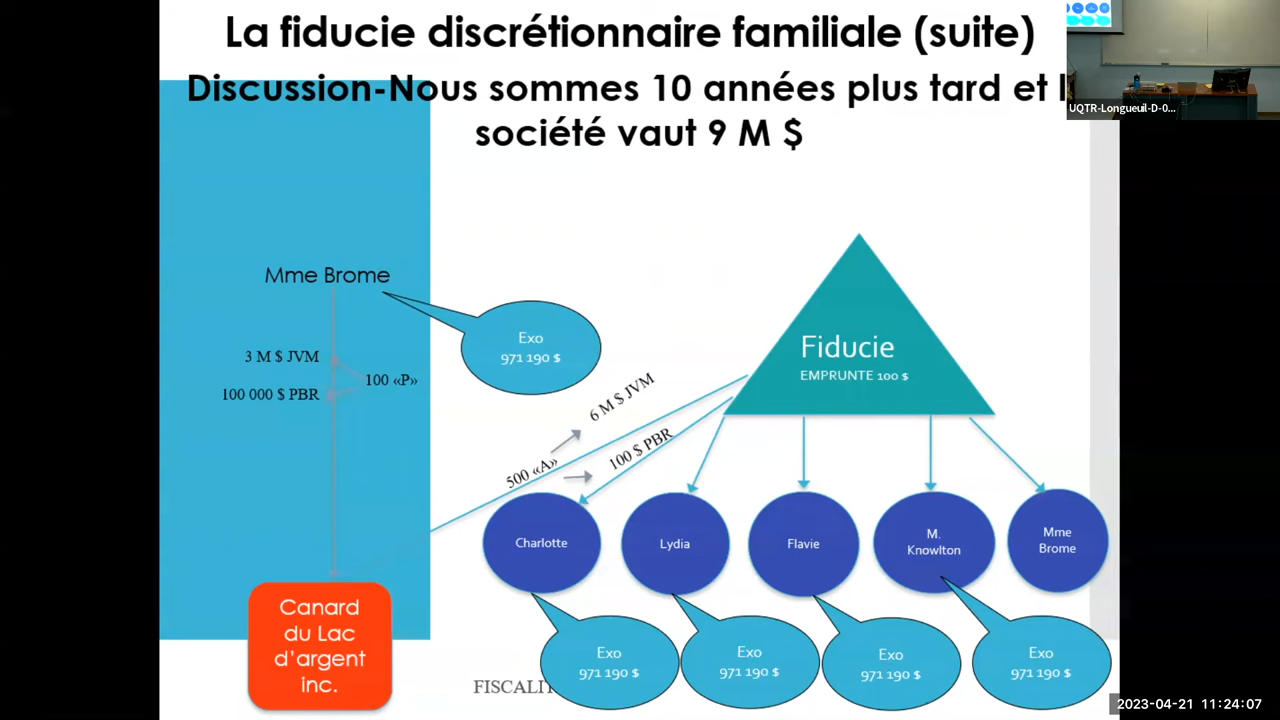 La fiducie discrétionnaire familiale (suite)
Discussion-Nous sommes 10 années plus tard et l
société vaut 9 M $
UQTR-Longueuil-D-0...
Mme Brome
Exo
971 190 $
3 M $ JVM
100 «P»
100 000 $ PBR
Fiducie
EMPRUNTE 100 $
6 M $ JVM
500 «A»
100 $ PBR
Charlotte
Lydia
Flavie
M.
Knowlton
Mme
Brome
Canard
du Lac
d’argent
inc.
Exo
971 190 $
Exo
971 190 $
Exo
971 190 $
Exo
971 190 $
FISCALI
2023-04-21 11:24:07